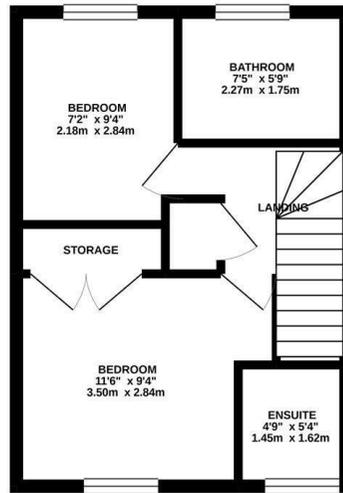 BATHROOM
7'5" x 5'9"
2.27m x 1.75m
BEDROOM
7'2" x 9'4"
2.18m x 2.84m
LANDING
STORAGE
BEDROOM
11'6" x 9'4"
3.50m x 2.84m
ENSUITE
4'9" x 5'4"
1.45m x 1.62m